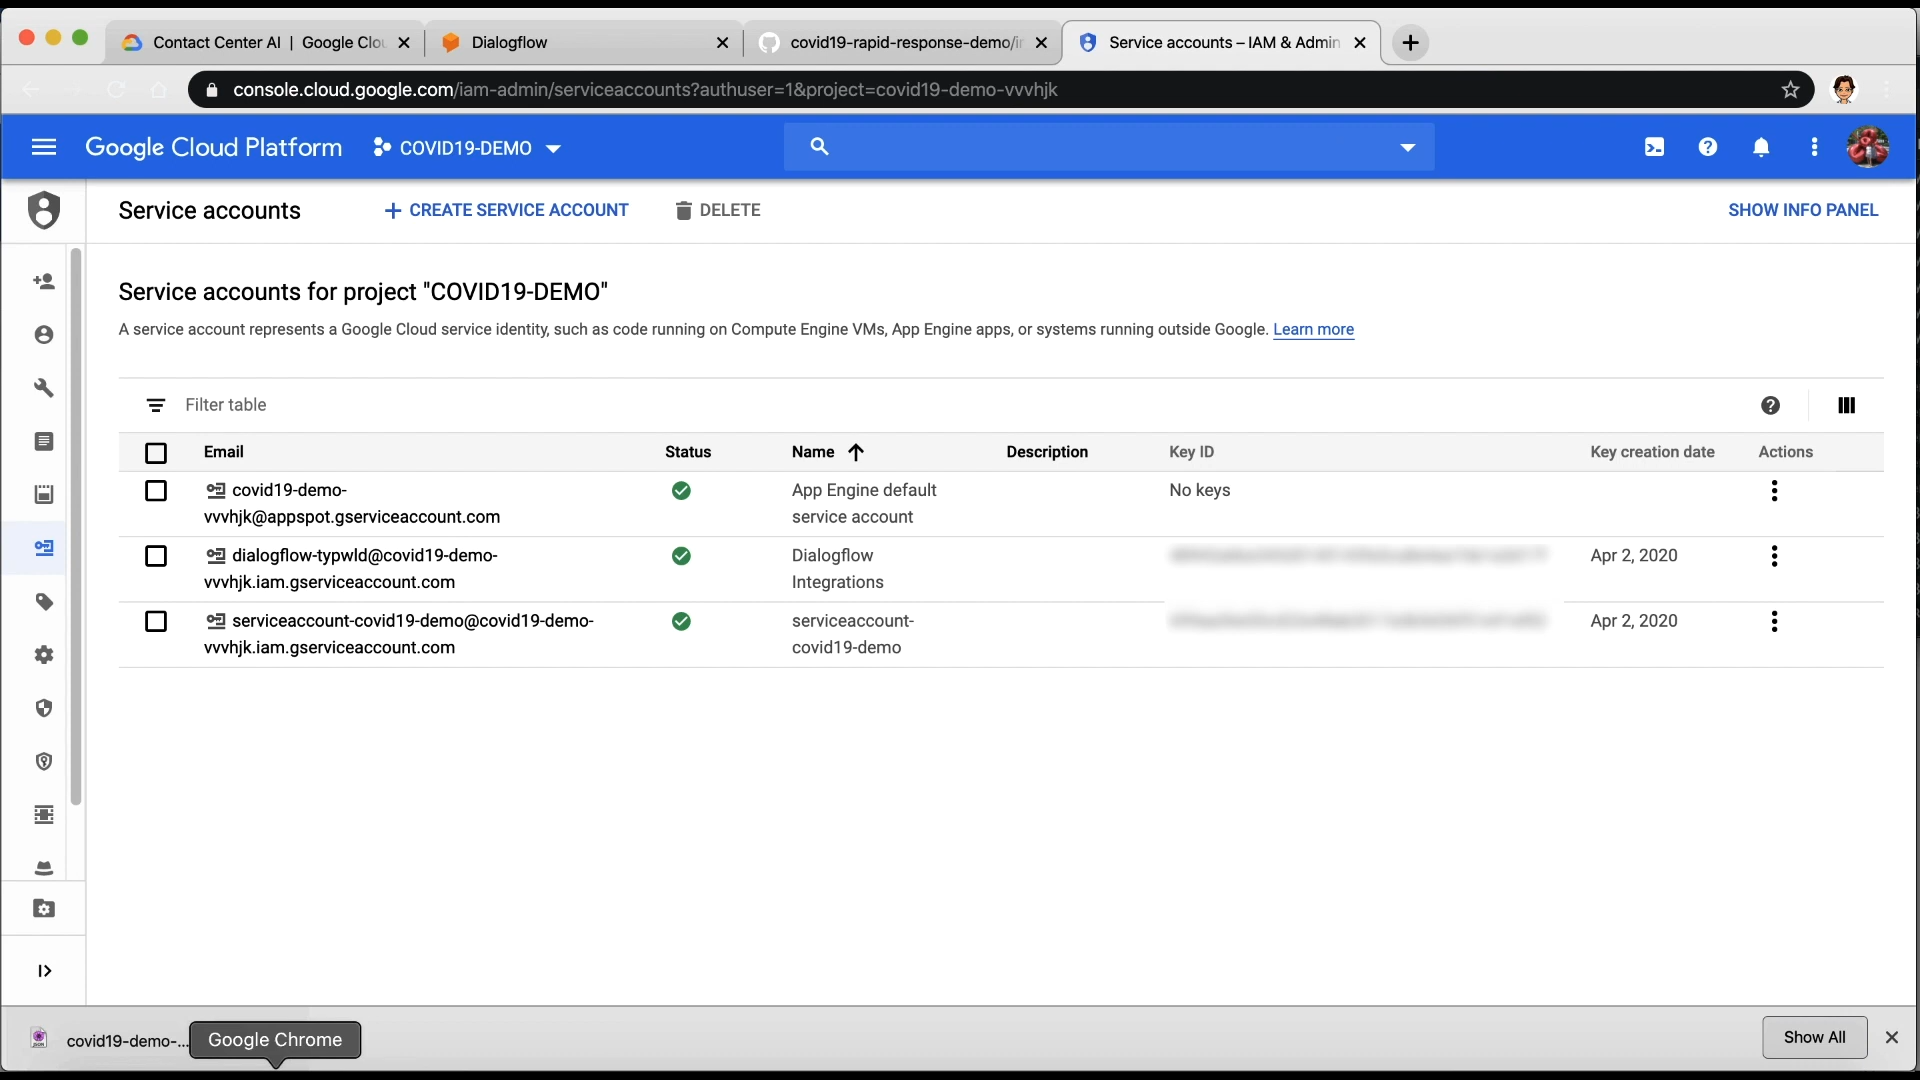 Contact Center AI | Google Clou
Dialogflow
covid19-rapid-response-demo/in
Service accounts – IAM & Admin
console.cloud.google.com/iam-admin/serviceaccounts?authuser=1&project=covid19-demo-vvvhjk
Google Cloud Platform
COVID19-DEMO
Service accounts
CREATE SERVICE ACCOUNT
DELETE
SHOW INFO PANEL
Service accounts for project "COVID19-DEMO"
A service account represents a Google Cloud service identity, such as code running on Compute Engine VMs, App Engine apps, or systems running outside Google. Learn more
Filter table
Email Status Name Description Key ID Key creation date Actions
covid19-demo-
vvvhjk@appspot.gserviceaccount.com
App Engine default
service account
No keys
dialogflow-typwld@covid19-demo-
vvvhjk.iam.gserviceaccount.com
Dialogflow
Integrations
Apr 2, 2020
serviceaccount-covid19-demo@covid19-demo-
vvvhjk.iam.gserviceaccount.com
serviceaccount-
covid19-demo
Apr 2, 2020
covid19-demo-...
Google Chrome
Show All